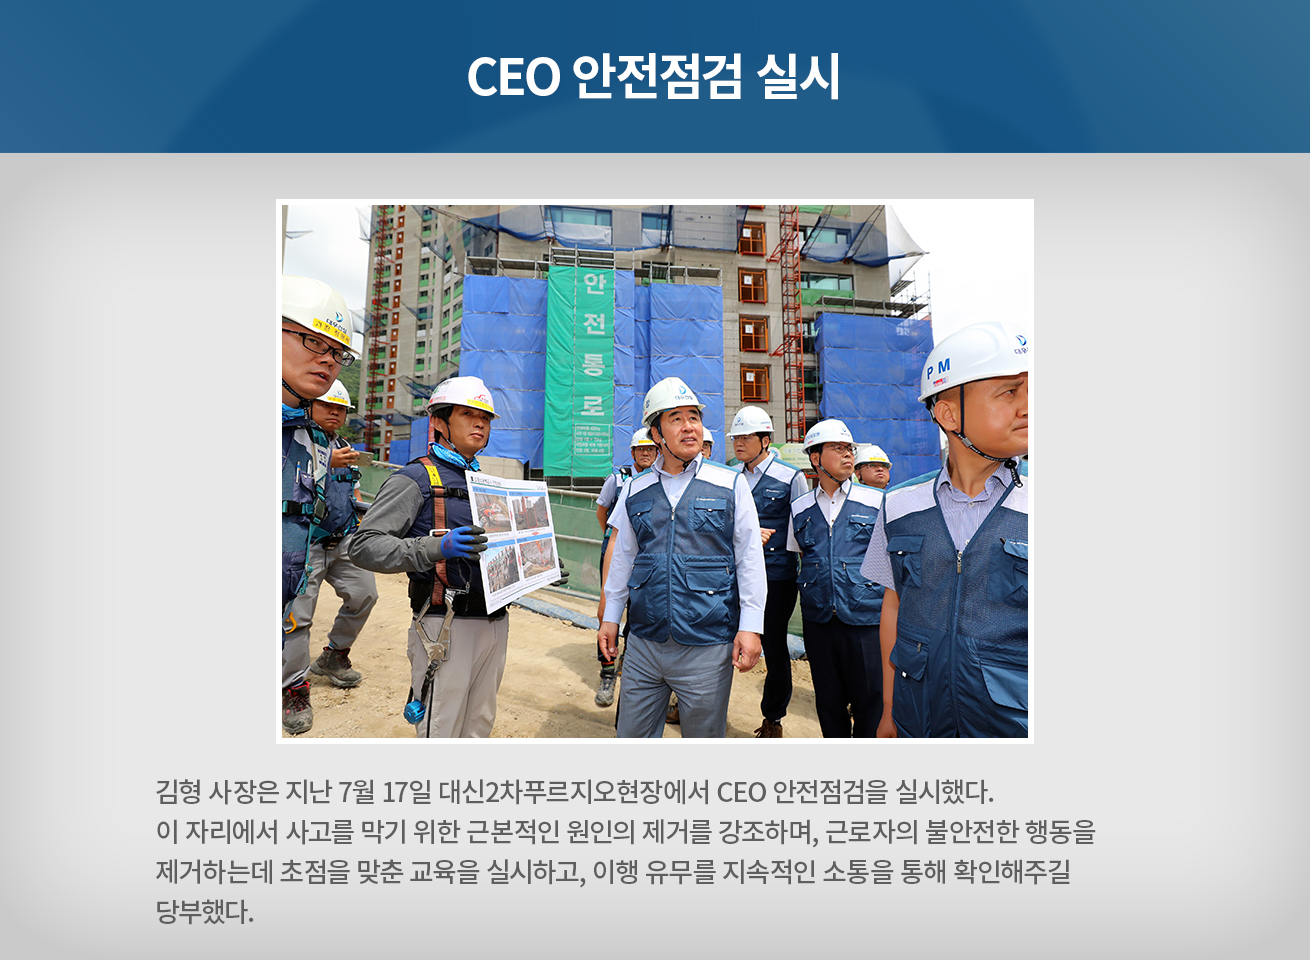 CEO 안전점검 실시
안전통로
대우건설
P M
김형 사장은 지난 7월 17일 대신2차푸르지오현장에서 CEO 안전점검을 실시했다.
이 자리에서 사고를 막기 위한 근본적인 원인의 제거를 강조하며, 근로자의 불안전한 행동을
제거하는데 초점을 맞춘 교육을 실시하고, 이행 유무를 지속적인 소통을 통해 확인해주길
당부했다.